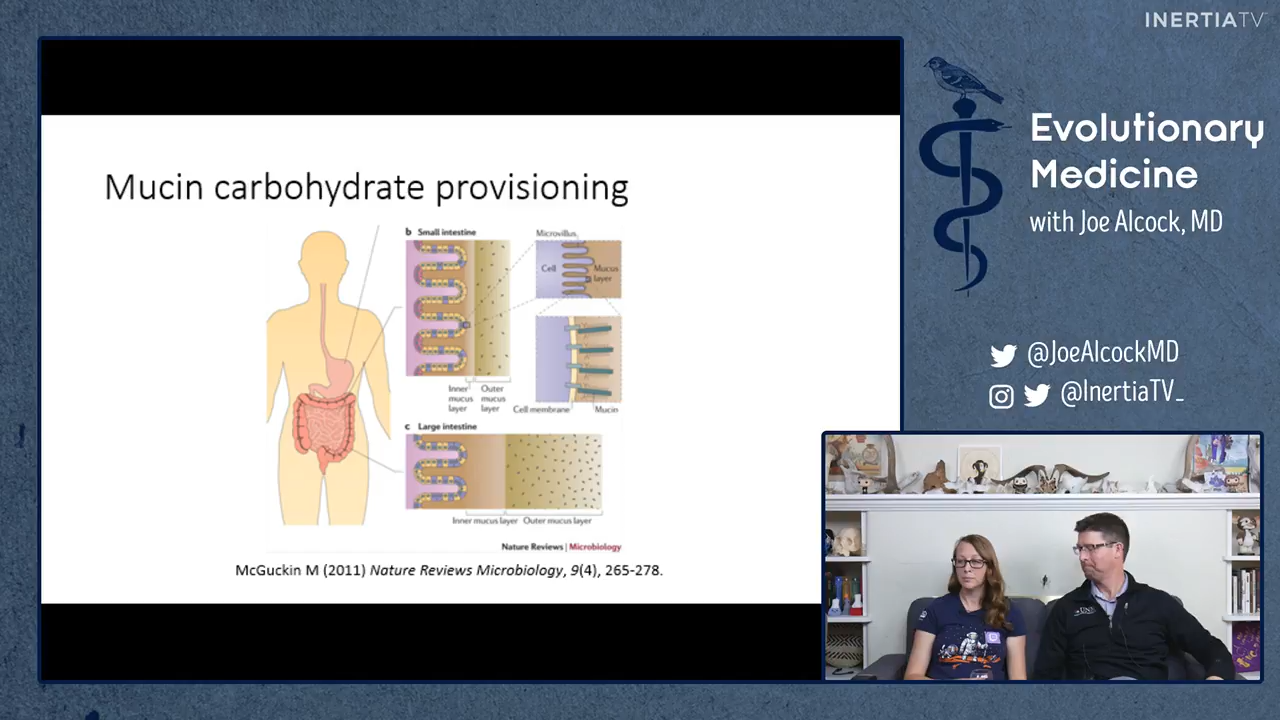 INERTIATV
Evolutionary
Medicine
with Joe Alcock, MD
@JoeAlcockMD
@InertiaTV_
Mucin carbohydrate provisioning
b Small intestine
Microvillus
Cell
Mucus
layer
Inner
mucus
layer
Outer
mucus
layer
Cell membrane
Mucin
c Large intestine
Inner mucus layer
Outer mucus layer
Nature Reviews | Microbiology
McGuckin M (2011) Nature Reviews Microbiology, 9(4), 265-278.